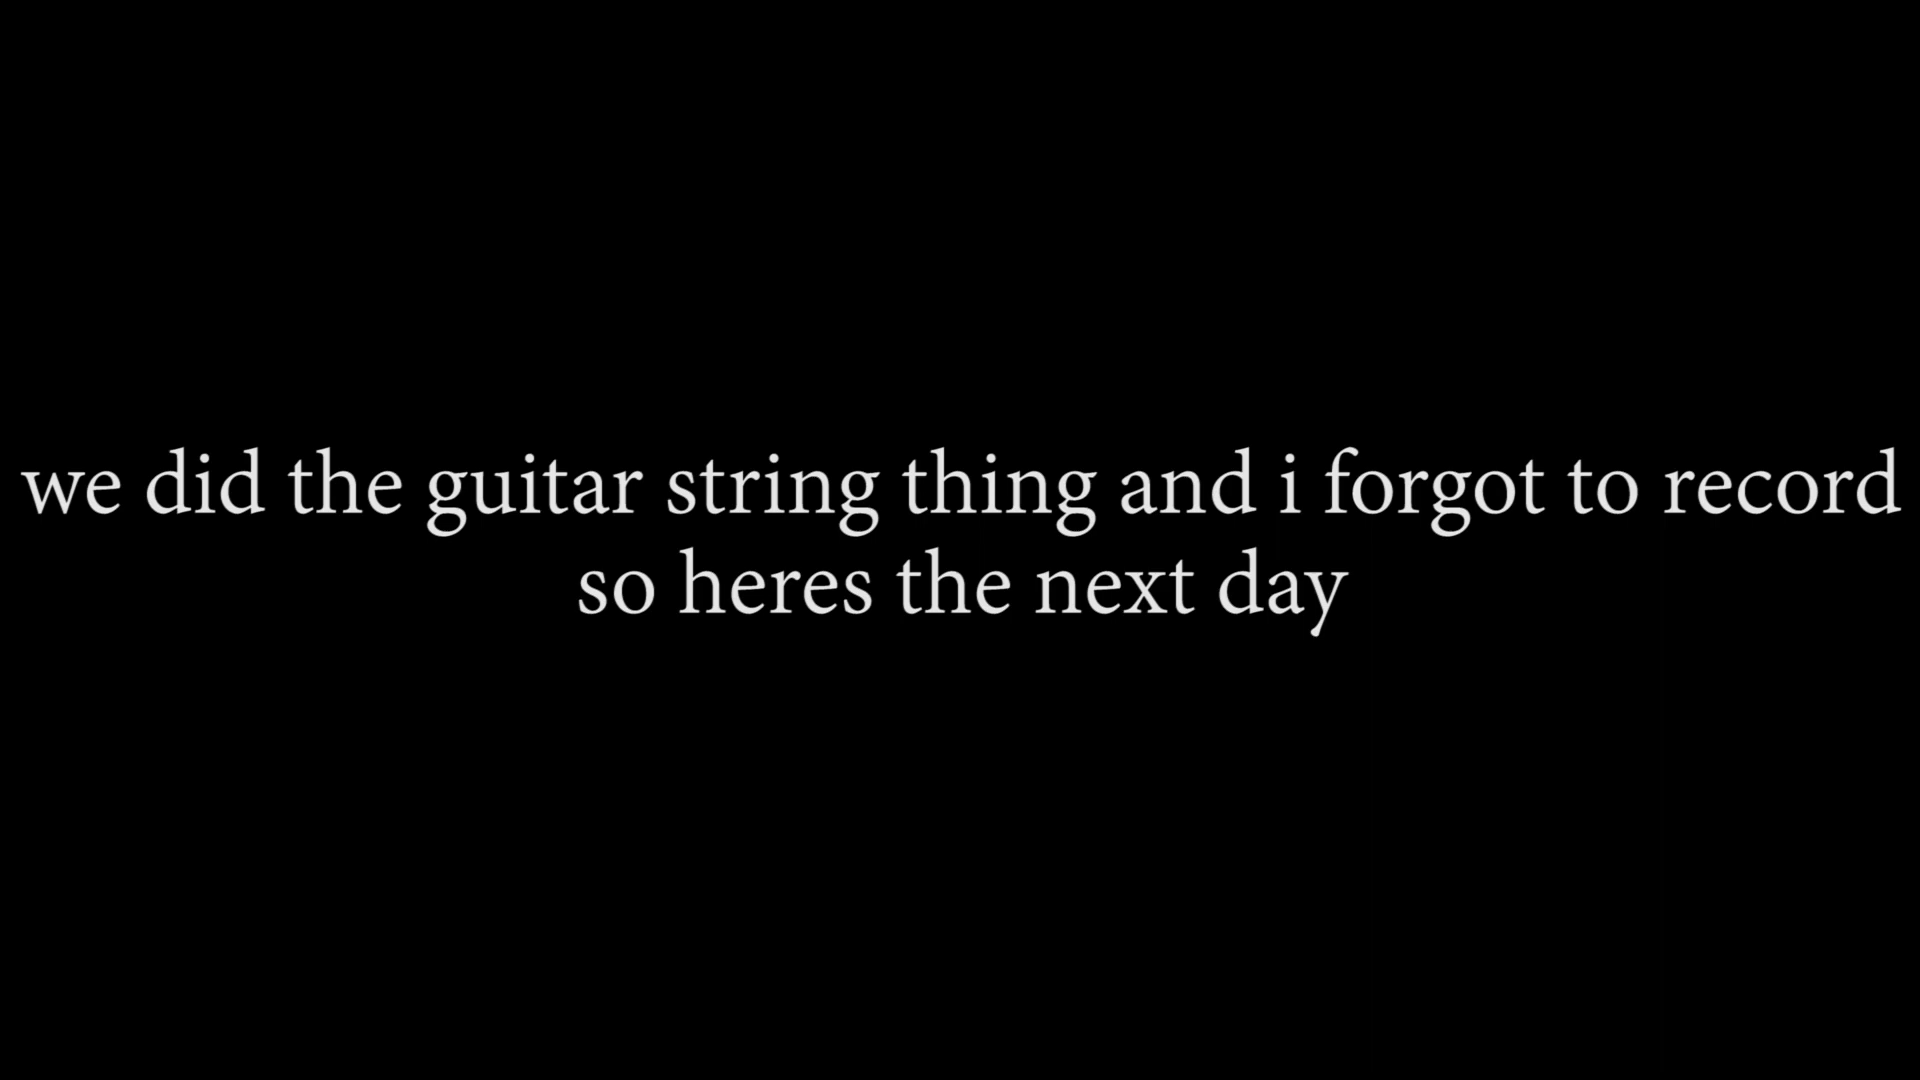 we did the guitar string thing and i forgot to record
so heres the next day